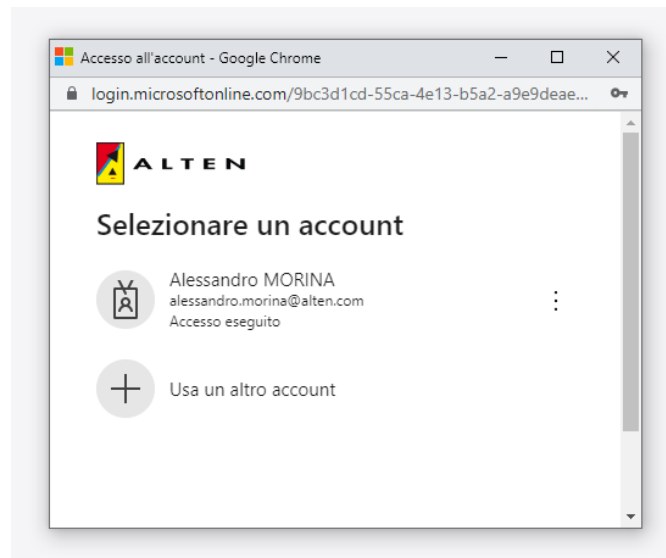 Accesso all'account - Google Chrome
login.microsoftonline.com/9bc3d1cd-55ca-4e13-b5a2-a9e9deae...
ALTEN
Selezionare un account
Alessandro MORINA
alessandro.morina@alten.com
Accesso eseguito
Usa un altro account